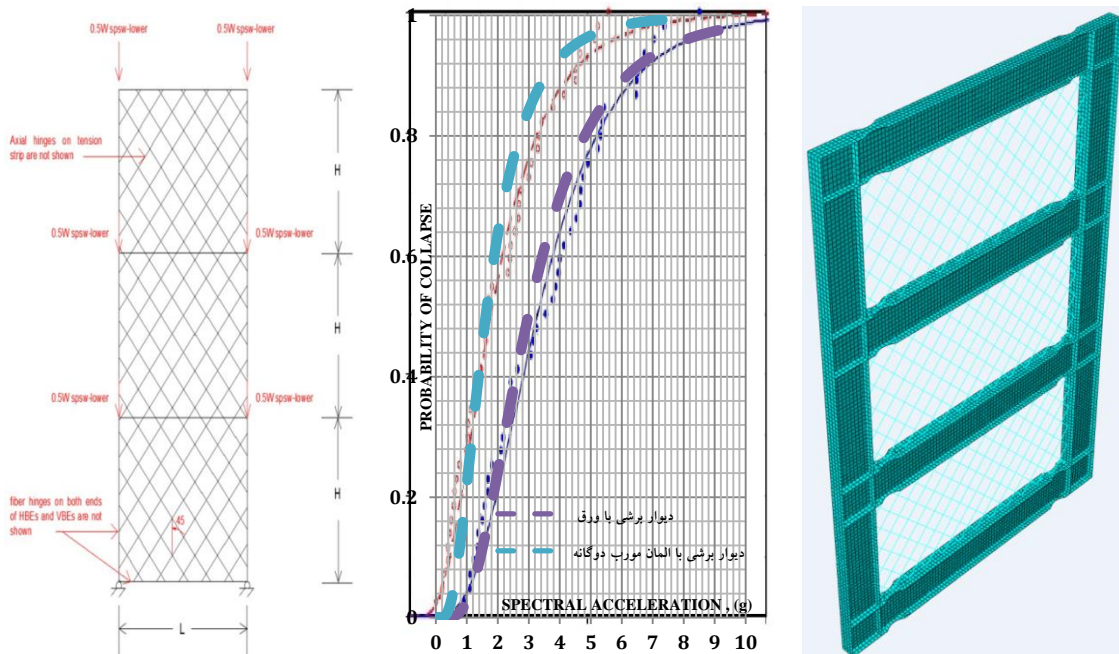 0.5W spsw-lower
0.5W spsw-lower
Axial hinges on tension
strip are not shown
H
0.5W spsw-lower
0.5W spsw-lower
H
0.5W spsw-lower
0.5W spsw-lower
fiber hinges on both ends
of HBEs and VBEs are not
shown
45
H
L
PROBABILITY OF COLLAPSE
1
0.8
0.6
0.4
0.2
0
دیوار برشی با ورق
دیوار برشی با المان مورب دوگانه
SPECTRAL ACCELERATION , (g)
0 1 2 3 4 5 6 7 8 9 10